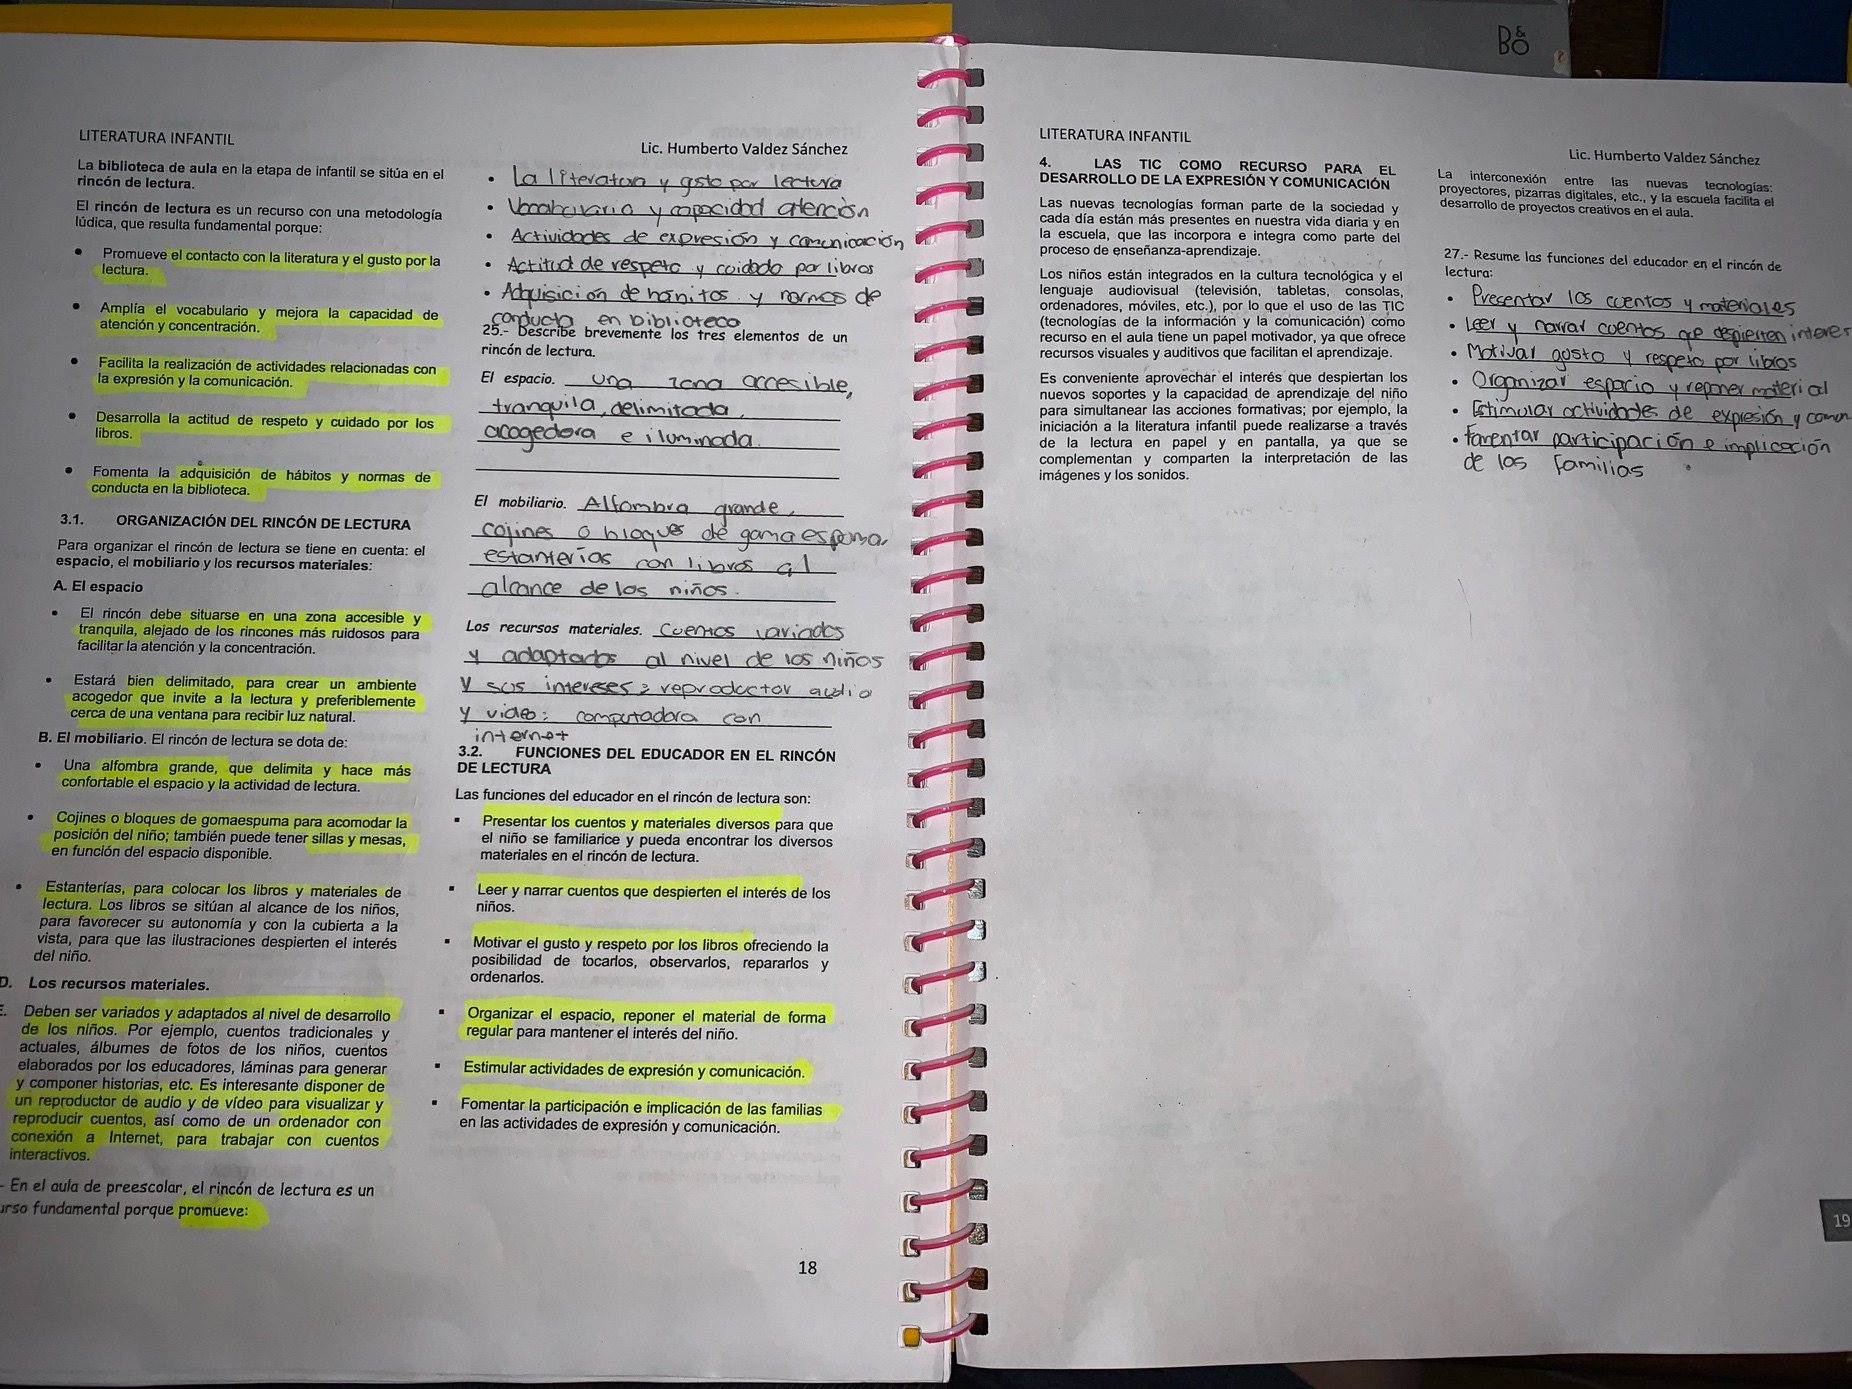 B&O
LITERATURA INFANTIL
Lic. Humberto Valdez Sánchez
La biblioteca de aula en la etapa de infantil se sitúa en el
rincón de lectura.
El rincón de lectura es un recurso con una metodología
lúdica, que resulta fundamental porque:
• Promueve el contacto con la literatura y el gusto por la
lectura.
• Amplía el vocabulario y mejora la capacidad de
atención y concentración.
• Facilita la realización de actividades relacionadas con
la expresión y la comunicación.
• Desarrolla la actitud de respeto y cuidado por los
libros.
• Fomenta la adquisición de hábitos y normas de
conducta en la biblioteca.
3.1. ORGANIZACIÓN DEL RINCÓN DE LECTURA
Para organizar el rincón de lectura se tiene en cuenta: el
espacio, el mobiliario y los recursos materiales:
A. El espacio
• El rincón debe situarse en una zona accesible y
tranquila, alejado de los rincones más ruidosos para
facilitar la atención y la concentración.
• Estará bien delimitado, para crear un ambiente
acogedor que invite a la lectura y preferiblemente
cerca de una ventana para recibir luz natural.
B. El mobiliario. El rincón de lectura se dota de:
• Una alfombra grande, que delimita y hace más
confortable el espacio y la actividad de lectura.
• Cojines o bloques de gomaespuma para acomodar la
posición del niño; también puede tener sillas y mesas,
en función del espacio disponible.
• Estanterías, para colocar los libros y materiales de
lectura. Los libros se sitúan al alcance de los niños,
para favorecer su autonomía y con la cubierta a la
vista, para que las ilustraciones despierten el interés
del niño.
D. Los recursos materiales.
E. Deben ser variados y adaptados al nivel de desarrollo
de los niños. Por ejemplo, cuentos tradicionales y
actuales, álbumes de fotos de los niños, cuentos
elaborados por los educadores, láminas para generar
y componer historias, etc. Es interesante disponer de
un reproductor de audio y de vídeo para visualizar y
reproducir cuentos, así como de un ordenador con
conexión a Internet, para trabajar con cuentos
interactivos.
- En el aula de preescolar, el rincón de lectura es un
urso fundamental porque promueve:
• La literatura y gsto por lectura
• Vocabulario y capacidad atención
• Actividades de expresión y comunicación
• Actitud de respeto y cuidado por libros
• Adquisición de hanitos y normas de
conducta en biblioteca
25.- Describe brevemente los tres elementos de un
rincón de lectura.
El espacio. una zona accesible,
tranquila, delimitada,
acogedora e iluminada.
El mobiliario. Alfombra grande,
cojines o bloques de gomaespuma,
estanterías con libros al
alcance de los niños.
Los recursos materiales. Cuentos variados
y adaptados al nivel de los niños
y sus intereses; reproductor audio
y video; computadora con
internet
3.2. FUNCIONES DEL EDUCADOR EN EL RINCÓN
DE LECTURA
Las funciones del educador en el rincón de lectura son:
▪ Presentar los cuentos y materiales diversos para que
el niño se familiarice y pueda encontrar los diversos
materiales en el rincón de lectura.
▪ Leer y narrar cuentos que despierten el interés de los
niños.
▪ Motivar el gusto y respeto por los libros ofreciendo la
posibilidad de tocarlos, observarlos, repararlos y
ordenarlos.
▪ Organizar el espacio, reponer el material de forma
regular para mantener el interés del niño.
▪ Estimular actividades de expresión y comunicación.
▪ Fomentar la participación e implicación de las familias
en las actividades de expresión y comunicación.
18
LITERATURA INFANTIL
Lic. Humberto Valdez Sánchez
4. LAS TIC COMO RECURSO PARA EL
DESARROLLO DE LA EXPRESIÓN Y COMUNICACIÓN
Las nuevas tecnologías forman parte de la sociedad y
cada día están más presentes en nuestra vida diaria y en
la escuela, que las incorpora e integra como parte del
proceso de enseñanza-aprendizaje.
Los niños están integrados en la cultura tecnológica y el
lenguaje audiovisual (televisión, tabletas, consolas,
ordenadores, móviles, etc.), por lo que el uso de las TIC
(tecnologías de la información y la comunicación) como
recurso en el aula tiene un papel motivador, ya que ofrece
recursos visuales y auditivos que facilitan el aprendizaje.
Es conveniente aprovechar el interés que despiertan los
nuevos soportes y la capacidad de aprendizaje del niño
para simultanear las acciones formativas; por ejemplo, la
iniciación a la literatura infantil puede realizarse a través
de la lectura en papel y en pantalla, ya que se
complementan y comparten la interpretación de las
imágenes y los sonidos.
La interconexión entre las nuevas tecnologías:
proyectores, pizarras digitales, etc., y la escuela facilita el
desarrollo de proyectos creativos en el aula.
27.- Resume las funciones del educador en el rincón de
lectura:
• Presentar los cuentos y materiales
• Leer y narrar cuentos que despierten interes
• Motivar gusto y respeto por libros
• Organizar espacio y reponer material
• Estimular actividades de expresión y comun
• Fomentar participación e implicación
de las familias
19